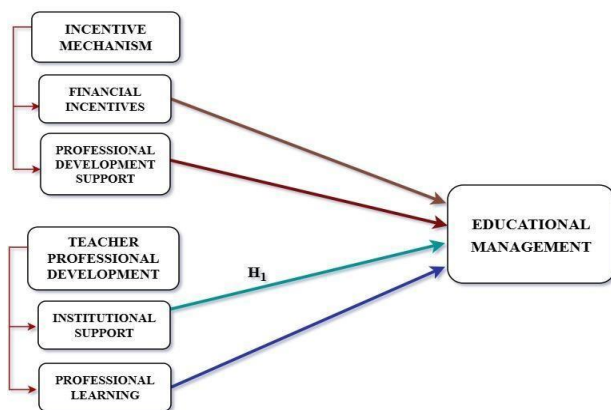 INCENTIVE
MECHANISM
FINANCIAL
INCENTIVES
PROFESSIONAL
DEVELOPMENT
SUPPORT
TEACHER
PROFESSIONAL
DEVELOPMENT
INSTITUTIONAL
SUPPORT
PROFESSIONAL
LEARNING
H₁
EDUCATIONAL
MANAGEMENT